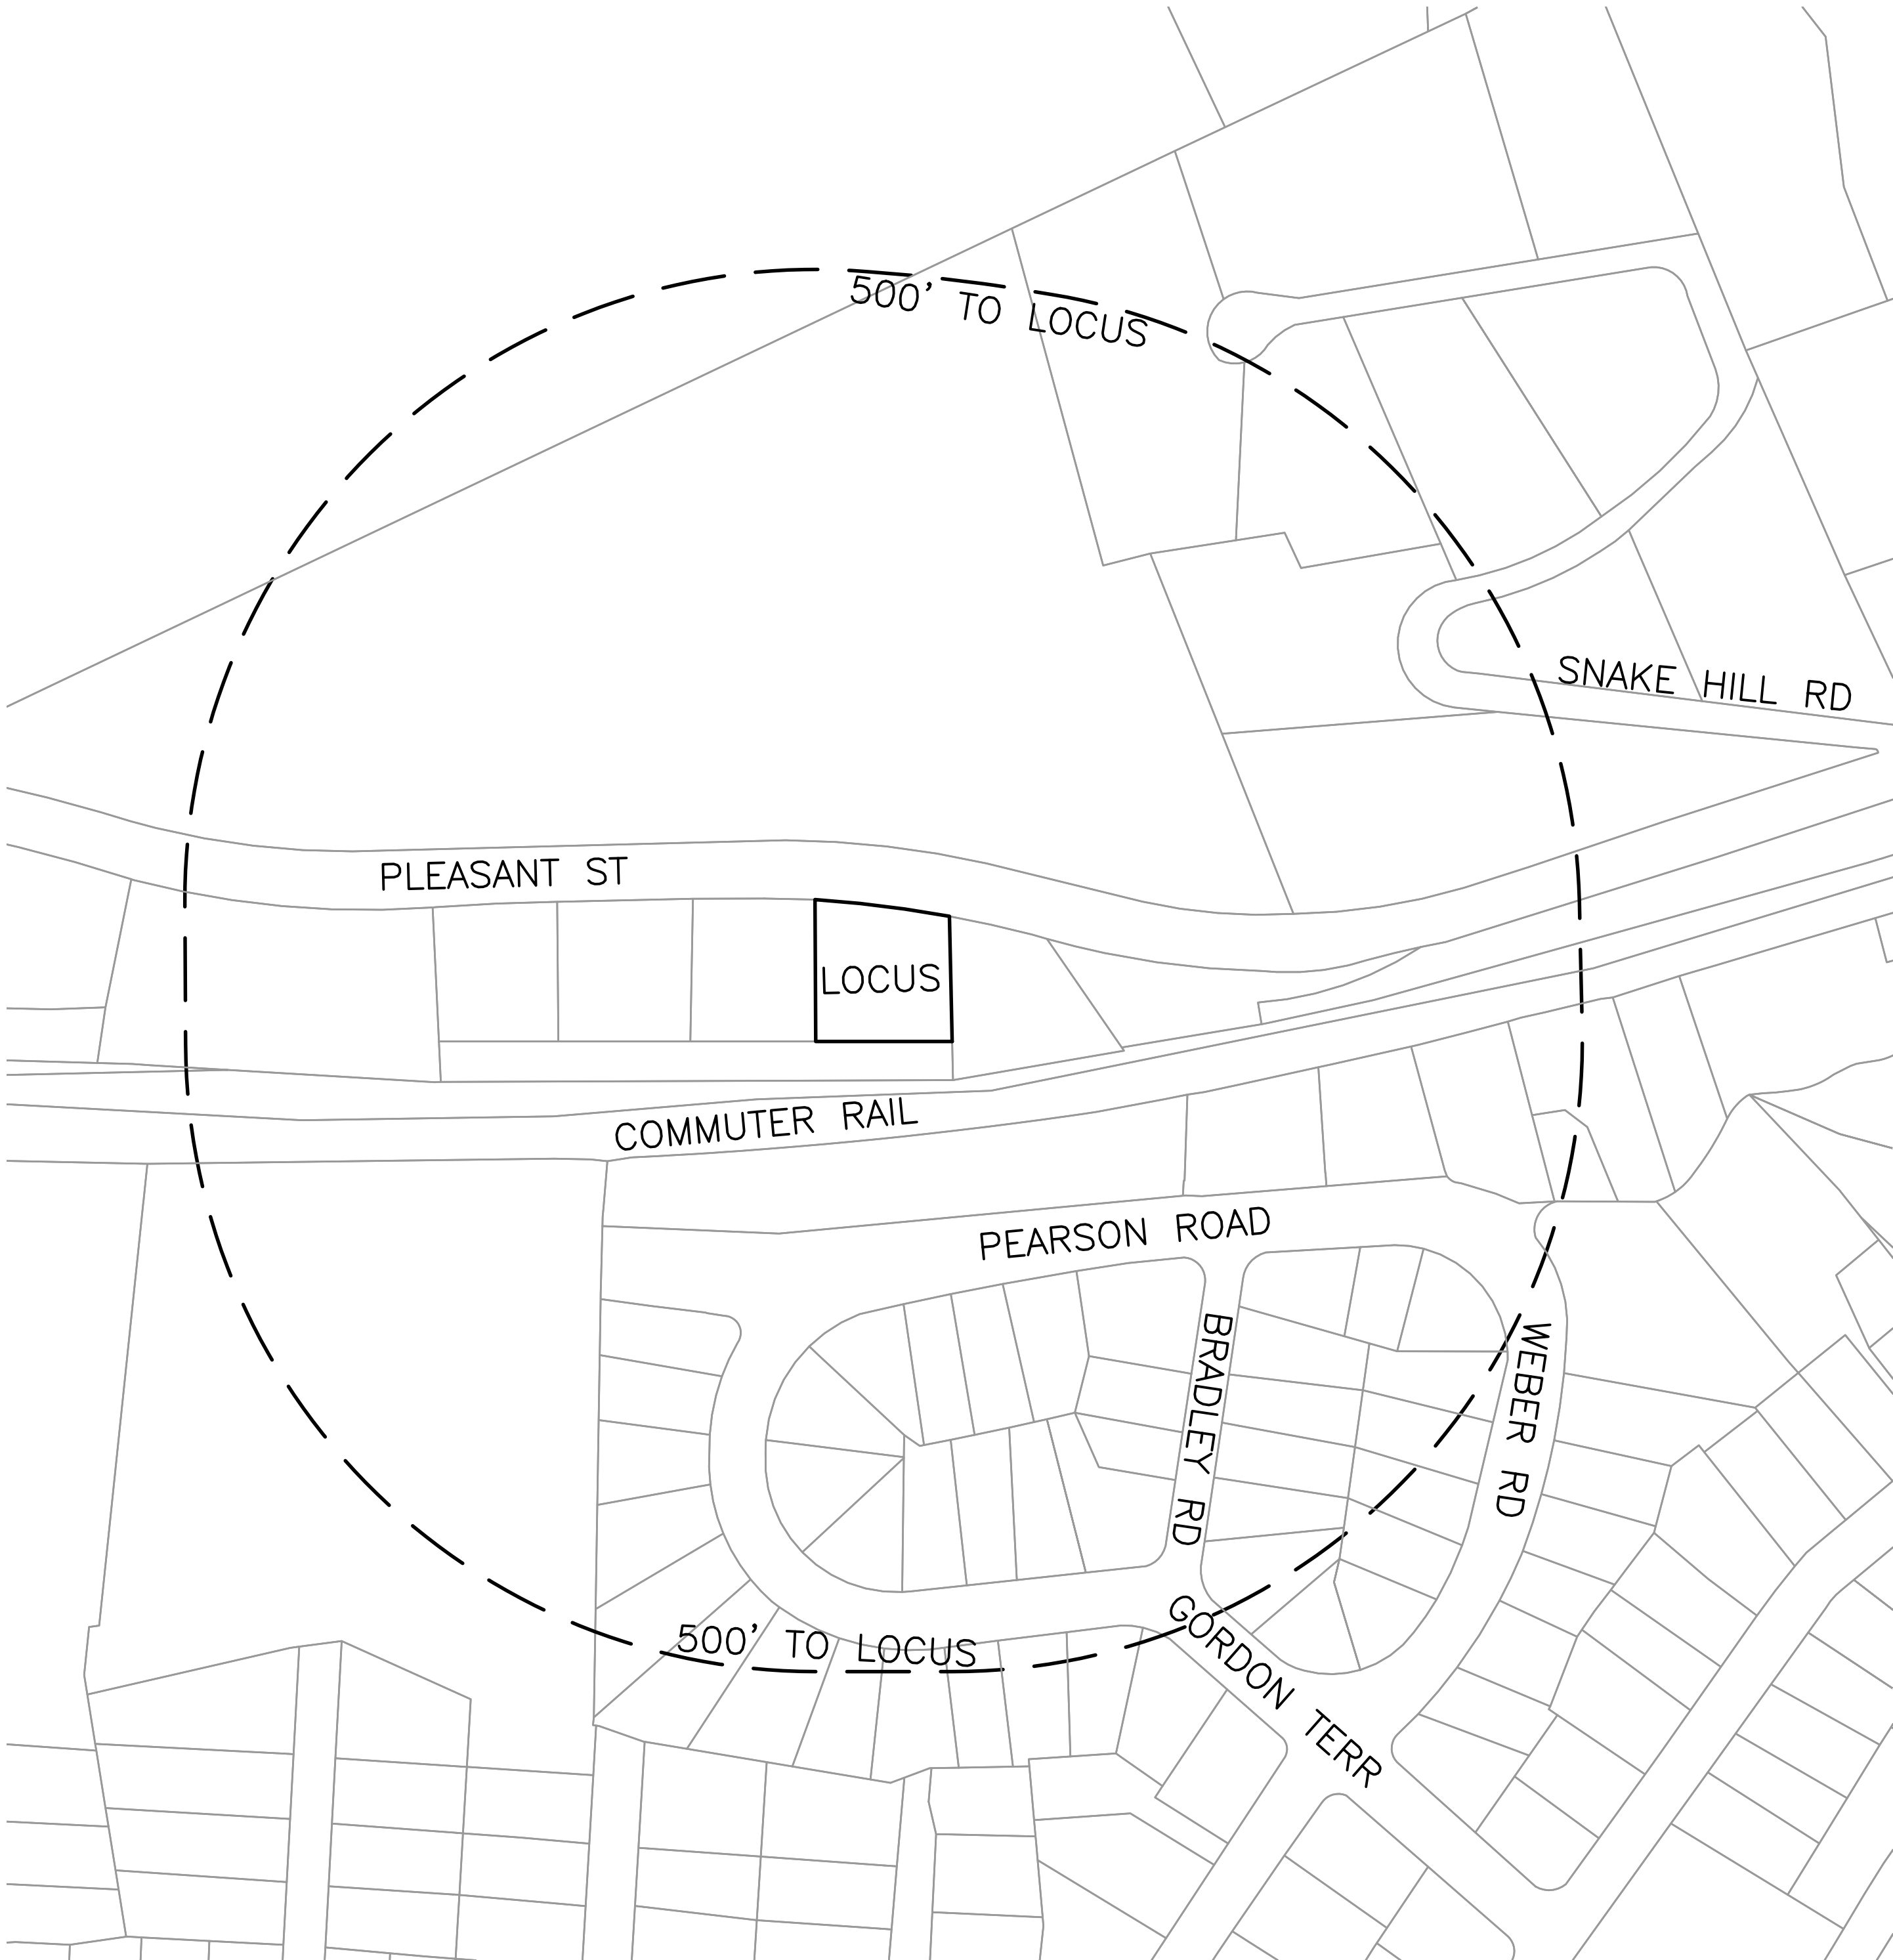 500' TO LOCUS
SNAKE HILL RD
PLEASANT ST
LOCUS
COMMUTER RAIL
PEARSON ROAD
BRADLEY RD
WEBER RD
GORDON TERR
500' TO LOCUS